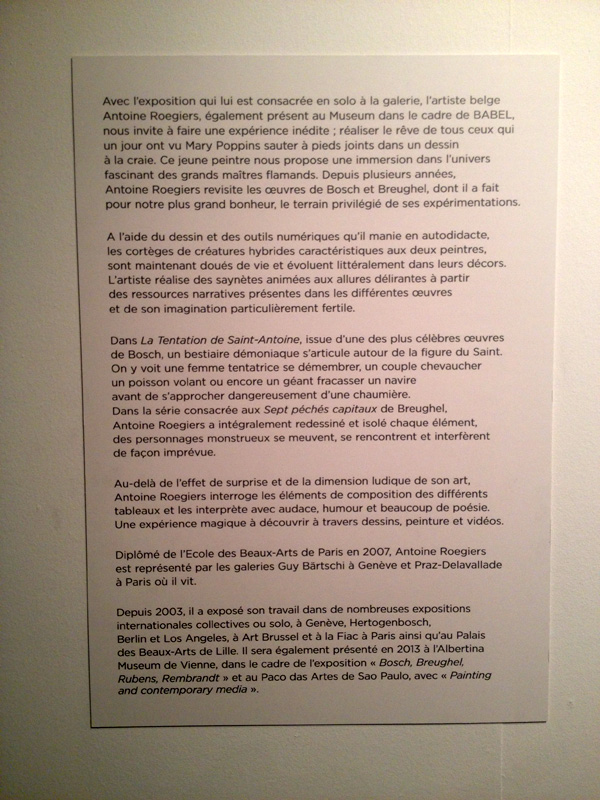 Avec l'exposition qui lui est consacrée en solo à la galerie, l'artiste belge
Antoine Roegiers, également présent au Museum dans le cadre de BABEL,
nous invite à faire une expérience inédite ; réaliser le rêve de tous ceux qui
un jour ont vu Mary Poppins sauter à pieds joints dans un dessin
à la craie. Ce jeune peintre nous propose une immersion dans l'univers
fascinant des grands maîtres flamands. Depuis plusieurs années,
Antoine Roegiers revisite les œuvres de Bosch et Breughel, dont il a fait
pour notre plus grand bonheur, le terrain privilégié de ses expérimentations.
A l'aide du dessin et des outils numériques qu'il manie en autodidacte,
les cortèges de créatures hybrides caractéristiques aux deux peintres,
sont maintenant doués de vie et évoluent littéralement dans leurs décors.
L'artiste réalise des saynètes animées aux allures délirantes à partir
des ressources narratives présentes dans les différentes œuvres
et de son imagination particulièrement fertile.
Dans La Tentation de Saint-Antoine, issue d'une des plus célèbres œuvres
de Bosch, un bestiaire démoniaque s'articule autour de la figure du Saint.
On y voit une femme tentatrice se démembrer, un couple chevaucher
un poisson volant ou encore un géant fracasser un navire
avant de s'approcher dangereusement d'une chaumière.
Dans la série consacrée aux Sept péchés capitaux de Breughel,
Antoine Roegiers a intégralement redessiné et isolé chaque élément,
des personnages monstrueux se meuvent, se rencontrent et interfèrent
de façon imprévue.
Au-delà de l'effet de surprise et de la dimension ludique de son art,
Antoine Roegiers interroge les éléments de composition des différents
tableaux et les interprète avec audace, humour et beaucoup de poésie.
Une expérience magique à découvrir à travers dessins, peinture et vidéos.
Diplômé de l'Ecole des Beaux-Arts de Paris en 2007, Antoine Roegiers
est représenté par les galeries Guy Bärtschi à Genève et Praz-Delavallade
à Paris où il vit.
Depuis 2003, il a exposé son travail dans de nombreuses expositions
internationales collectives ou solo, à Genève, Hertogenbosch,
Berlin et Los Angeles, à Art Brussel et à la Fiac à Paris ainsi qu'au Palais
des Beaux-Arts de Lille. Il sera également présenté en 2013 à l'Albertina
Museum de Vienne, dans le cadre de l'exposition « Bosch, Breughel,
Rubens, Rembrandt » et au Paco das Artes de Sao Paulo, avec « Painting
and contemporary media ».